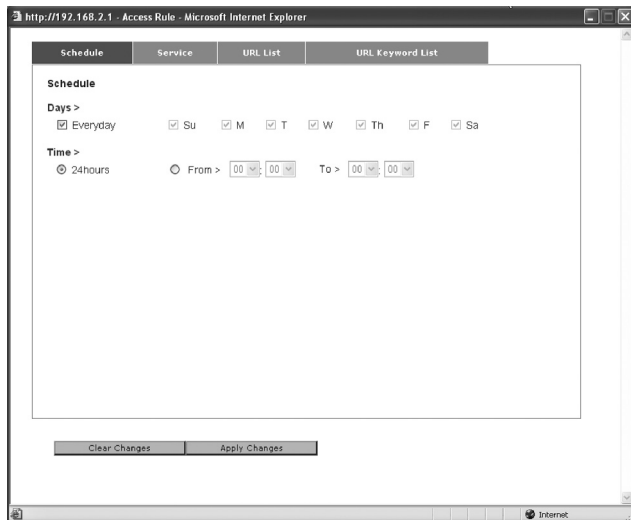 http://192.168.2.1 - Access Rule - Microsoft Internet Explorer
Schedule Service URL List URL Keyword List
Schedule
Days >
Everyday Su M T W Th F Sa
Time >
24hours From > 00 : 00 To > 00 : 00
Clear Changes Apply Changes
Internet